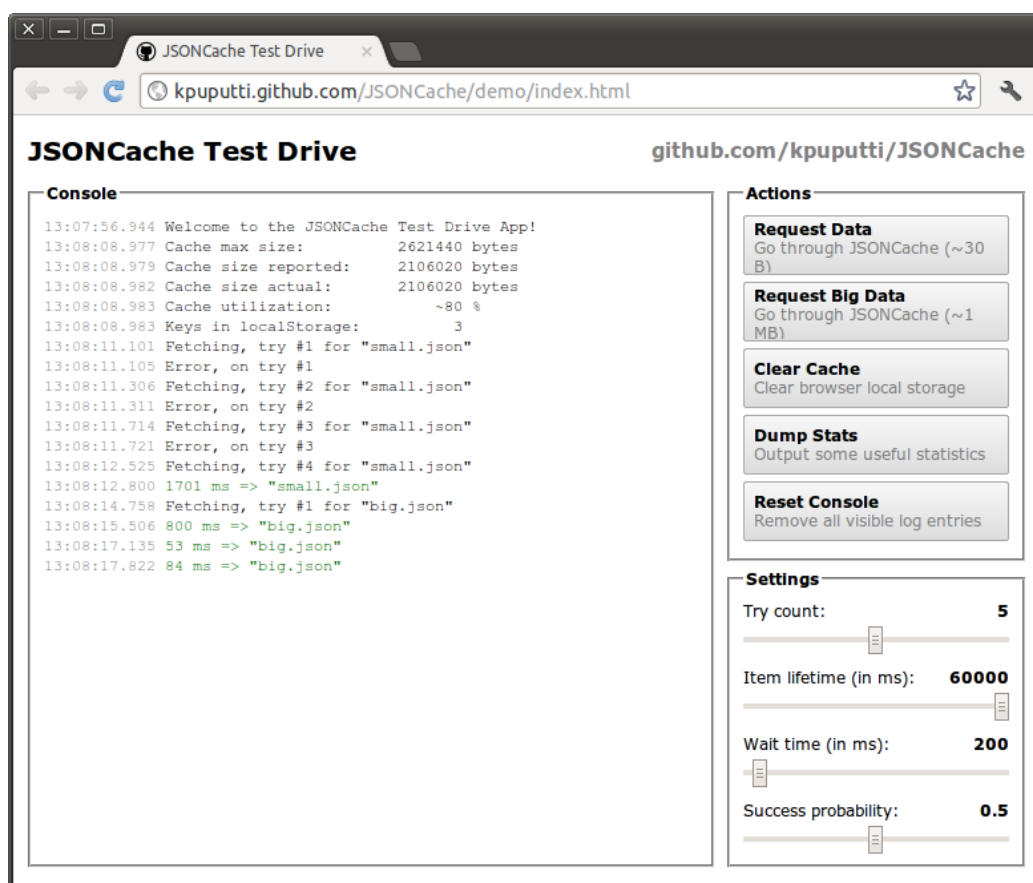 JSONCache Test Drive
kpuputti.github.com/JSONCache/demo/index.html
JSONCache Test Drive
github.com/kpuputti/JSONCache
Console
13:07:56.944 Welcome to the JSONCache Test Drive App!
13:08:08.977 Cache max size: 2621440 bytes
13:08:08.979 Cache size reported: 2106020 bytes
13:08:08.982 Cache size actual: 2106020 bytes
13:08:08.983 Cache utilization: ~80 %
13:08:08.983 Keys in localStorage: 3
13:08:11.101 Fetching, try #1 for "small.json"
13:08:11.105 Error, on try #1
13:08:11.306 Fetching, try #2 for "small.json"
13:08:11.311 Error, on try #2
13:08:11.714 Fetching, try #3 for "small.json"
13:08:11.721 Error, on try #3
13:08:12.525 Fetching, try #4 for "small.json"
13:08:12.800 1701 ms => "small.json"
13:08:14.758 Fetching, try #1 for "big.json"
13:08:15.506 800 ms => "big.json"
13:08:17.135 53 ms => "big.json"
13:08:17.822 84 ms => "big.json"
Actions
Request Data
Go through JSONCache (~30
B)
Request Big Data
Go through JSONCache (~1
MB)
Clear Cache
Clear browser local storage
Dump Stats
Output some useful statistics
Reset Console
Remove all visible log entries
Settings
Try count: 5
Item lifetime (in ms): 60000
Wait time (in ms): 200
Success probability: 0.5